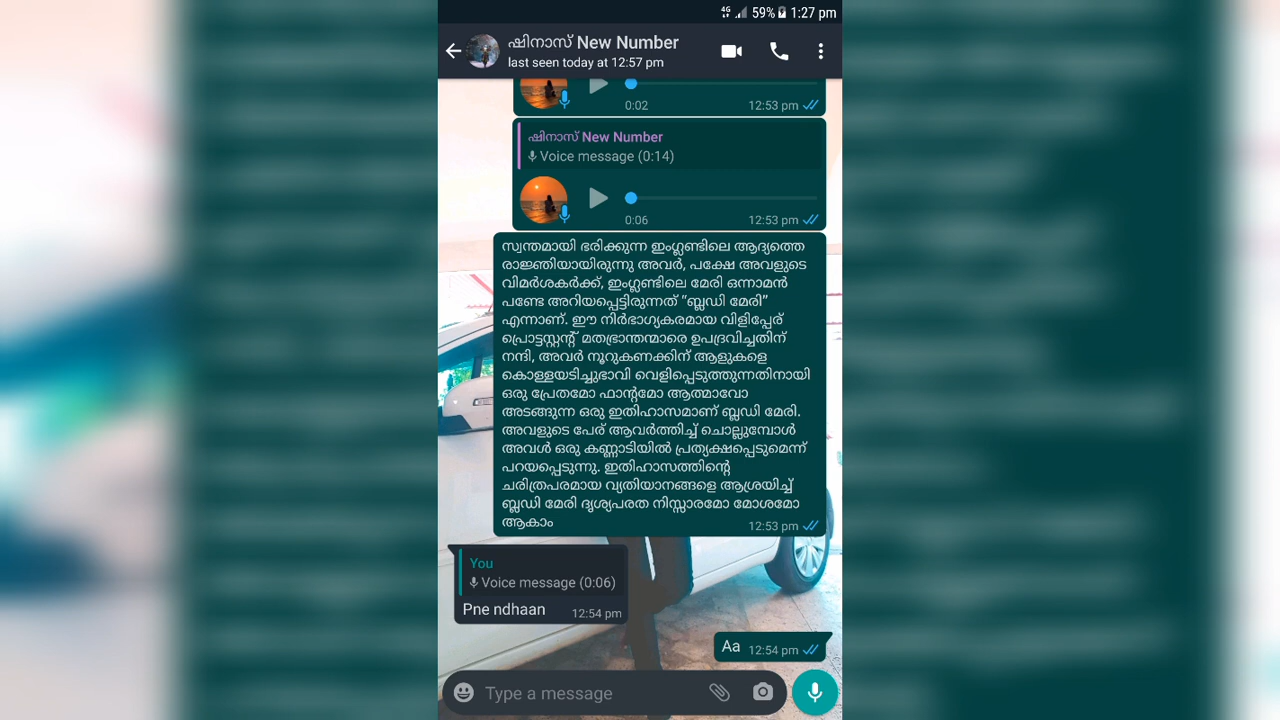 4G 59% 1:27 pm
ഷിനാസ് New Number
last seen today at 12:57 pm
0:02 12:53 pm
ഷിനാസ് New Number
Voice message (0:14)
0:06 12:53 pm
സ്വന്തമായി ഭരിക്കുന്ന ഇംഗ്ലണ്ടിലെ ആദ്യത്തെ
രാജ്ഞിയായിരുന്നു അവർ, പക്ഷേ അവളുടെ
വിമർശകർക്ക്, ഇംഗ്ലണ്ടിലെ മേരി ഒന്നാമൻ
പണ്ടേ അറിയപ്പെട്ടിരുന്നത് "ബ്ലഡി മേരി”
എന്നാണ്. ഈ നിർഭാഗ്യകരമായ വിളിപ്പേര്
പ്രൊട്ടസ്റ്റന്റ് മതഭ്രാന്തന്മാരെ ഉപദ്രവിച്ചതിന്
നന്ദി, അവർ നൂറുകണക്കിന് ആളുകളെ
കൊള്ളയടിച്ചുഭാവി വെളിപ്പെടുത്തുന്നതിനായി
ഒരു പ്രേതമോ ഫാന്റമോ ആത്മാവോ
അടങ്ങുന്ന ഒരു ഇതിഹാസമാണ് ബ്ലഡി മേരി.
അവളുടെ പേര് ആവർത്തിച്ച് ചൊല്ലുമ്പോൾ
അവൾ ഒരു കണ്ണാടിയിൽ പ്രത്യക്ഷപ്പെടുമെന്ന്
പറയപ്പെടുന്നു. ഇതിഹാസത്തിന്റെ
ചരിത്രപരമായ വ്യതിയാനങ്ങളെ ആശ്രയിച്ച്
ബ്ലഡി മേരി ദൃശ്യപരത നിസ്സാരമോ മോശമോ
ആകാം 12:53 pm
You
Voice message (0:06)
Pne ndhaan 12:54 pm
Aa 12:54 pm
Type a message